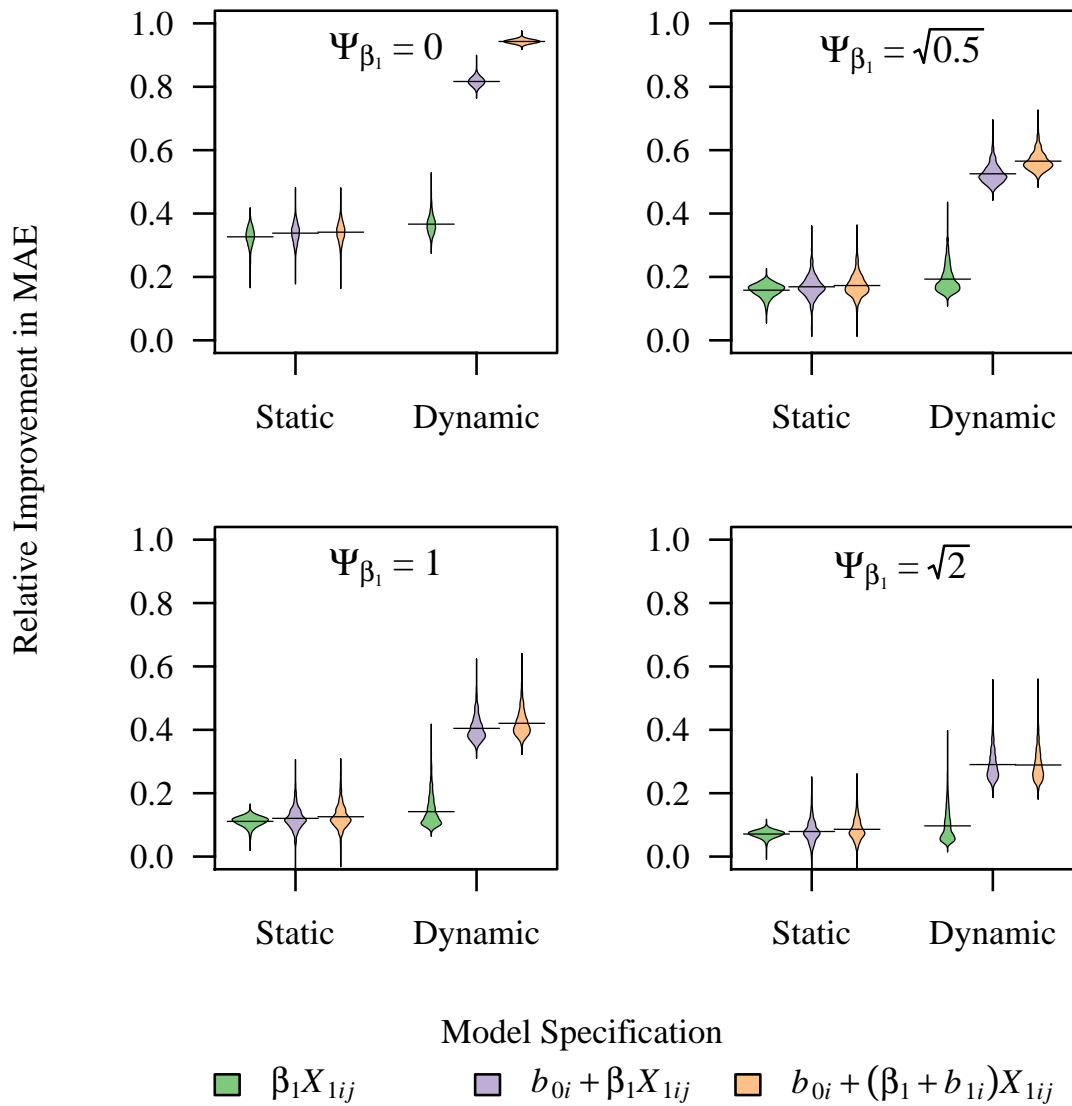 Relative Improvement in MAE
Ψβ₁ = 0
1.0
0.8
0.6
0.4
0.2
0.0
Static Dynamic
Ψβ₁ = √0.5
1.0
0.8
0.6
0.4
0.2
0.0
Static Dynamic
Ψβ₁ = 1
1.0
0.8
0.6
0.4
0.2
0.0
Static Dynamic
Ψβ₁ = √2
1.0
0.8
0.6
0.4
0.2
0.0
Static Dynamic
Model Specification
β₁X₁ᵢⱼ b₀ᵢ + β₁X₁ᵢⱼ b₀ᵢ + (β₁ + b₁ᵢ)X₁ᵢⱼ